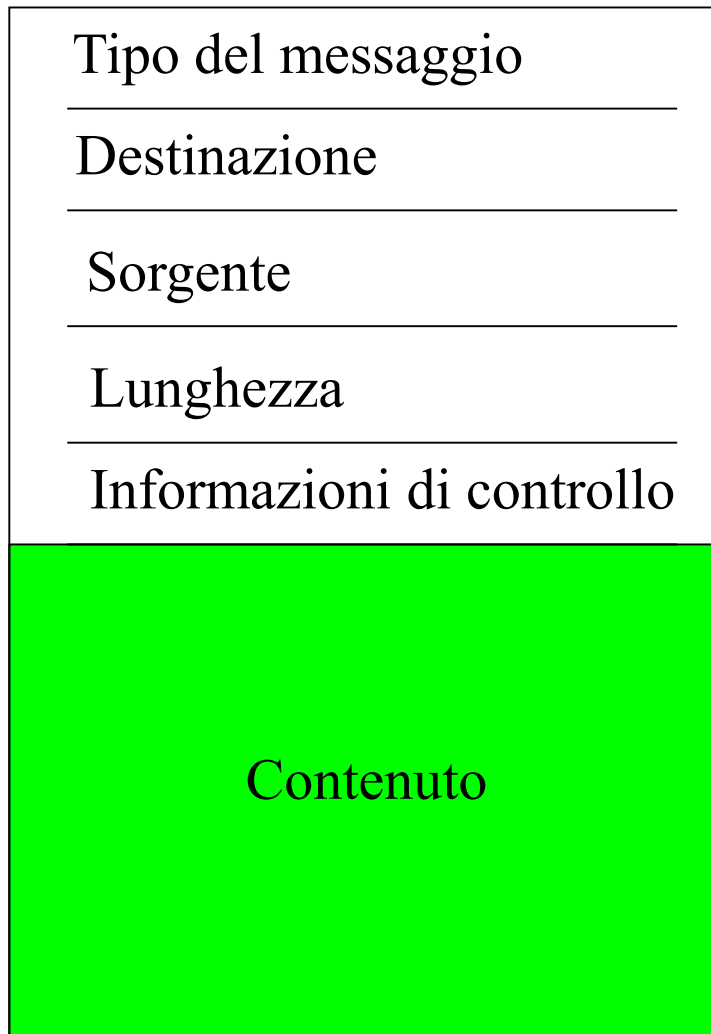 Tipo del messaggio
Destinazione
Sorgente
Lunghezza
Informazioni di controllo
Contenuto